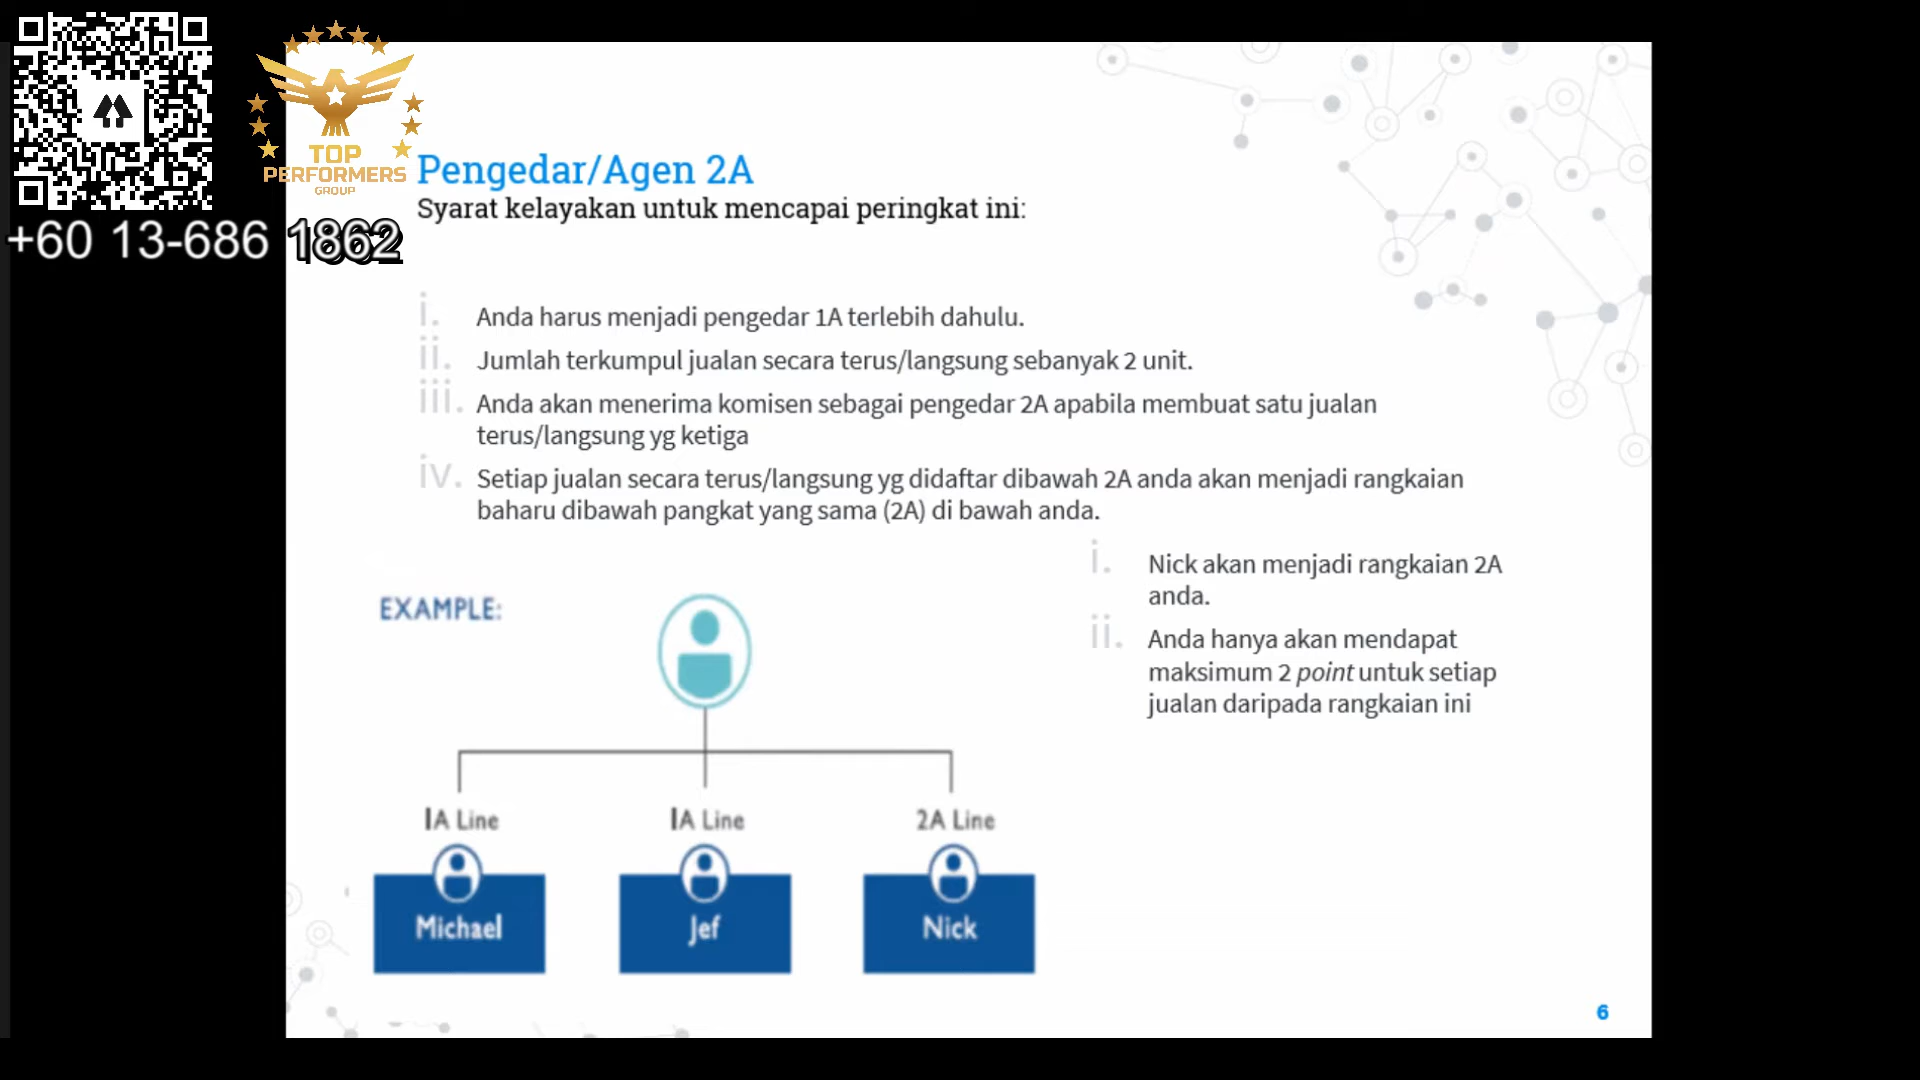 TOP
PERFORMERS
GROUP
+60 13-686 1862
Pengedar/Agen 2A
Syarat kelayakan untuk mencapai peringkat ini:
i. Anda harus menjadi pengedar 1A terlebih dahulu.
ii. Jumlah terkumpul jualan secara terus/langsung sebanyak 2 unit.
iii. Anda akan menerima komisen sebagai pengedar 2A apabila membuat satu jualan
terus/langsung yg ketiga
iv. Setiap jualan secara terus/langsung yg didaftar dibawah 2A anda akan menjadi rangkaian
baharu dibawah pangkat yang sama (2A) di bawah anda.
i. Nick akan menjadi rangkaian 2A
anda.
ii. Anda hanya akan mendapat
maksimum 2 point untuk setiap
jualan daripada rangkaian ini
EXAMPLE:
1A Line
1A Line
2A Line
Michael
Jef
Nick
6